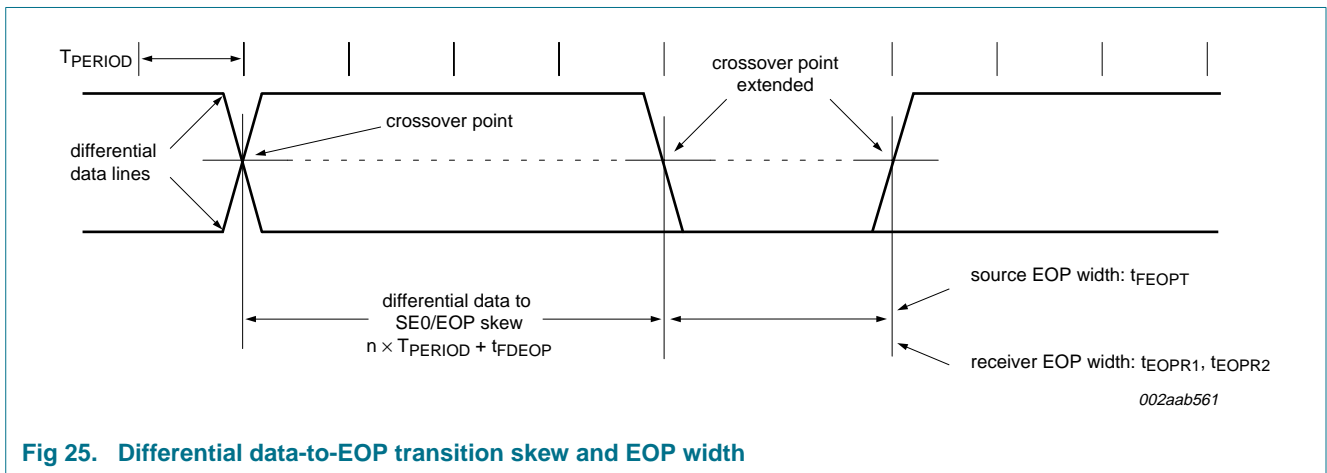 TPERIOD
crossover point
extended
crossover point
differential
data lines
differential data to
SE0/EOP skew
n × TPERIOD + tFDEOP
source EOP width: tFEOPT
receiver EOP width: tEOPR1, tEOPR2
002aab561
Fig 25. Differential data-to-EOP transition skew and EOP width